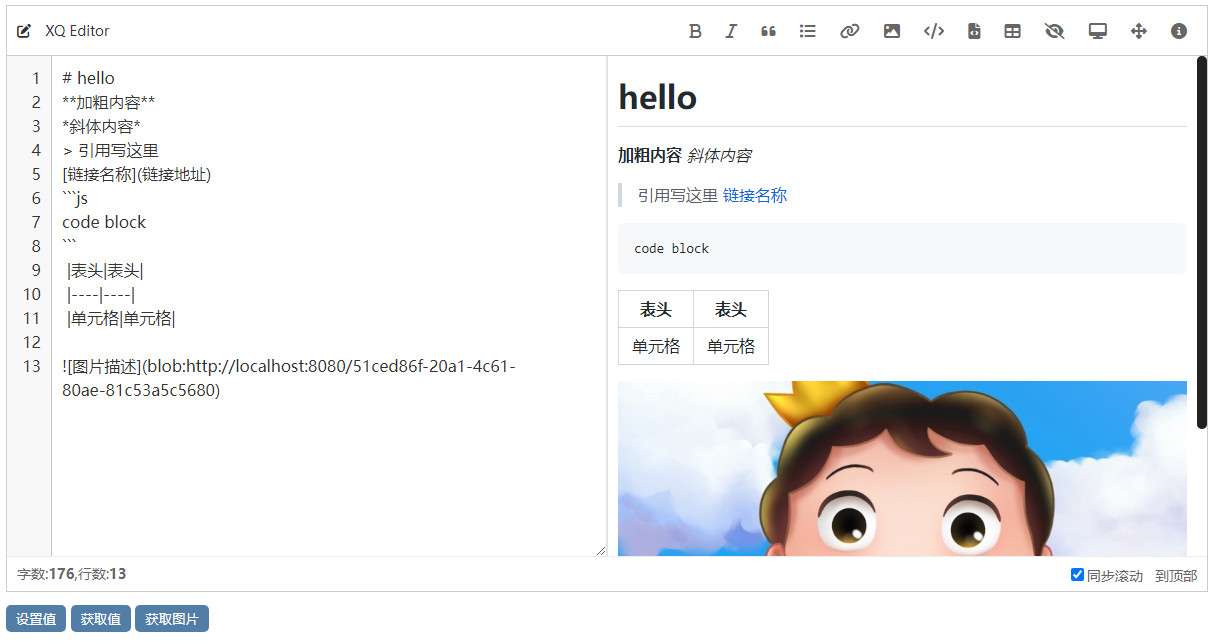 XQ Editor
1 # hello
2 **加粗内容**
3 *斜体内容*
4 > 引用写这里
5 [链接名称](链接地址)
6 ```js
7 code block
8 ```
9 |表头|表头|
10 |----|----|
11 |单元格|单元格|
12
13 ![图片描述](blob:http://localhost:8080/51ced86f-20a1-4c61-
80ae-81c53a5c5680)
hello
加粗内容 斜体内容
引用写这里 链接名称
code block
表头 表头
单元格 单元格
字数:176,行数:13
同步滚动 到顶部
设置值 获取值 获取图片